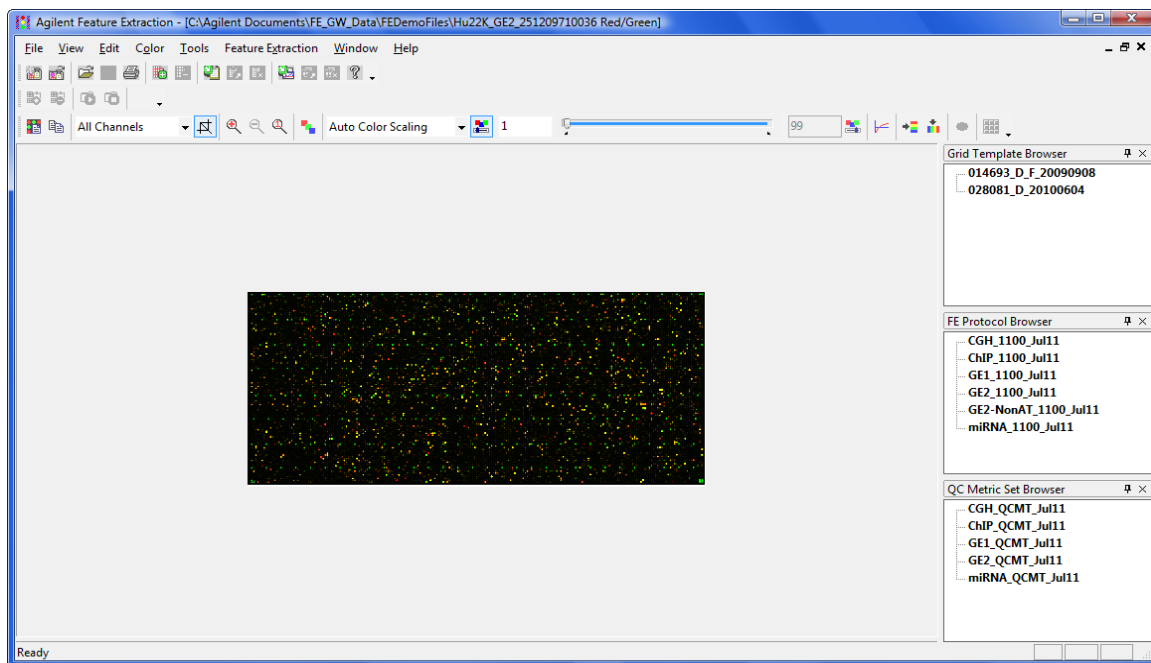 Agilent Feature Extraction - [C:\Agilent Documents\FE_GW_Data\FEDemoFiles\Hu22K_GE2_251209710036 Red/Green]
File View Edit Color Tools Feature Extraction Window Help
All Channels Auto Color Scaling 1 99
Grid Template Browser
014693_D_F_20090908
028081_D_20100604
FE Protocol Browser
CGH_1100_Jul11
ChIP_1100_Jul11
GE1_1100_Jul11
GE2_1100_Jul11
GE2-NonAT_1100_Jul11
miRNA_1100_Jul11
QC Metric Set Browser
CGH_QCMT_Jul11
ChIP_QCMT_Jul11
GE1_QCMT_Jul11
GE2_QCMT_Jul11
miRNA_QCMT_Jul11
Ready